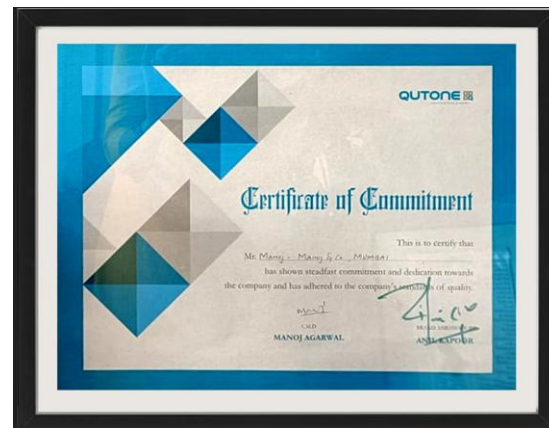 QUTONE
Certificate of Commitment
This is to certify that
Mr. Manoj - Manoj & Co., MUMBAI
has shown steadfast commitment and dedication towards
the company and has adhered to the company's standards of quality.
CMD
MANOJ AGARWAL
ANIL KAPOOR